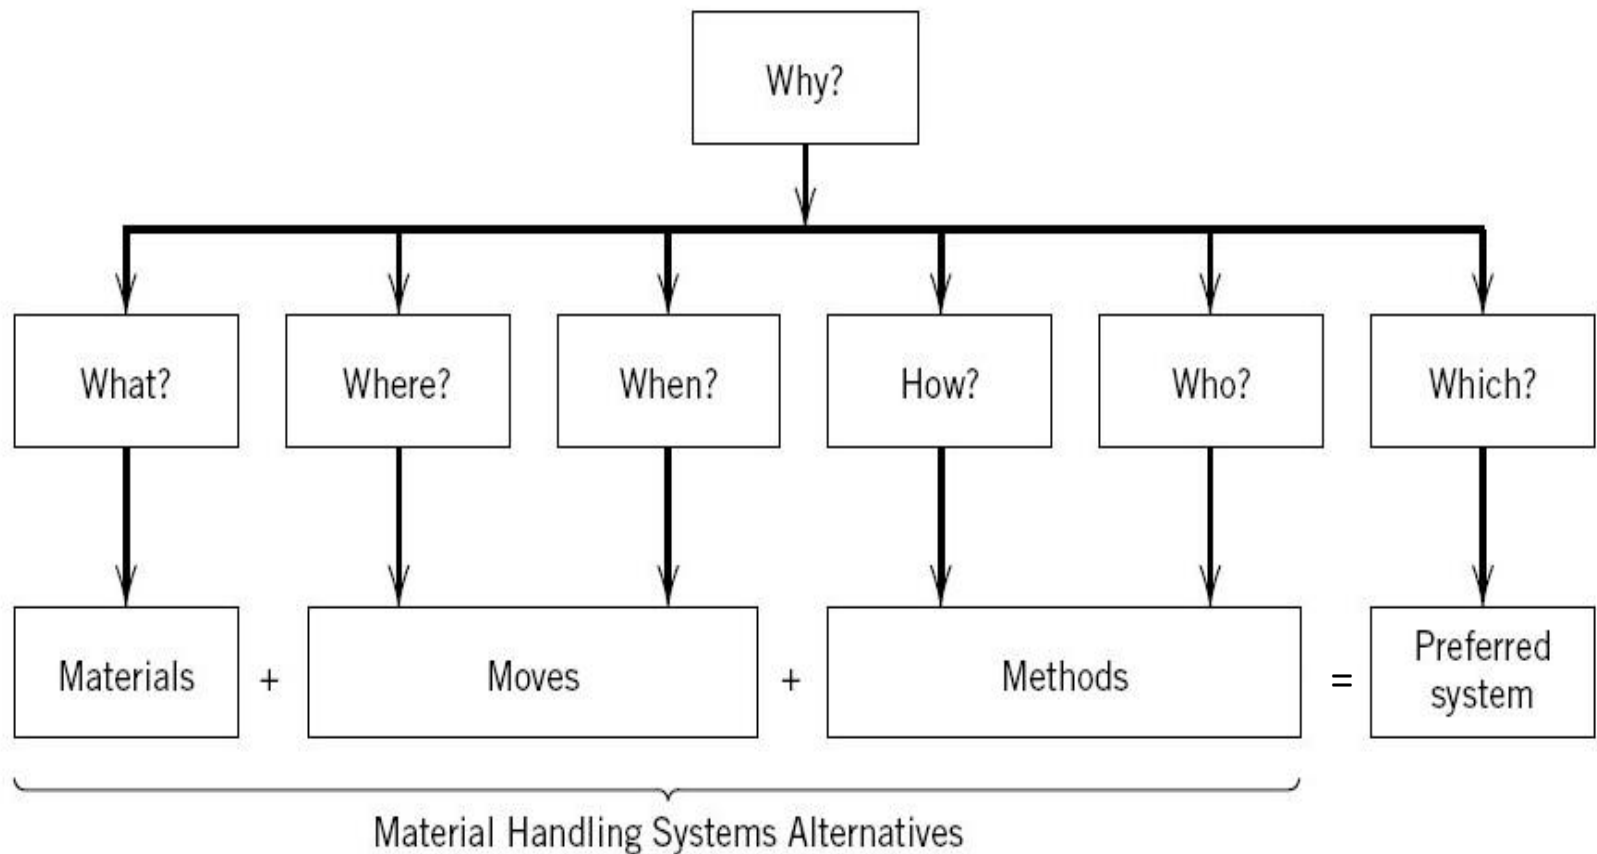 Why?
What?
Where?
When?
How?
Who?
Which?
Materials
+
Moves
+
Methods
=
Preferred
system
Material Handling Systems Alternatives